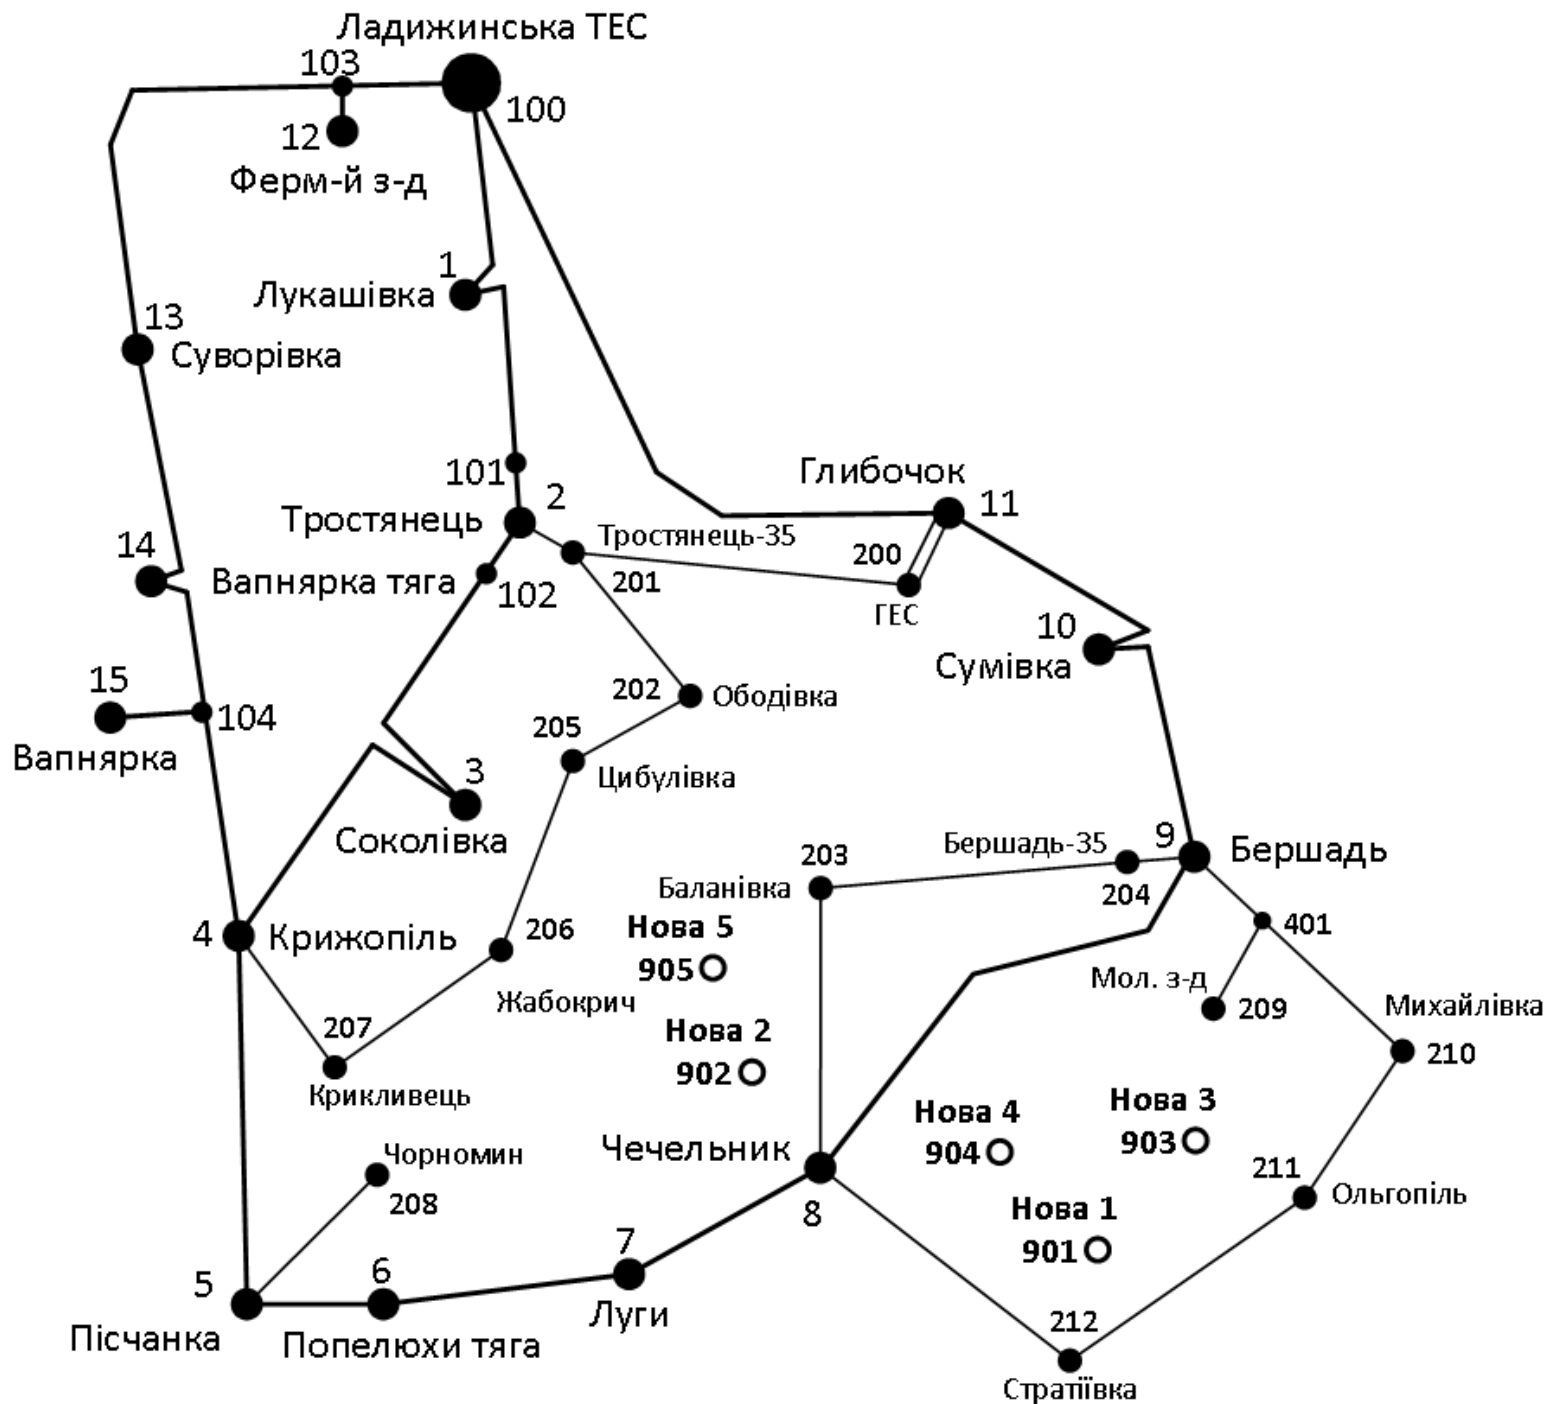 Ладижинська ТЕС
103
100
12
Ферм-й з-д
1
Лукашівка
13
Суворівка
101
2
Тростянець
Глибочок
11
Тростянець-35
200
201
ГЕС
14
Вапнярка тяга
102
10
Сумівка
15
104
Вапнярка
202
Ободівка
205
Цибулівка
3
Соколівка
203
Бершадь-35
9
Бершадь
204
Баланівка
4
Крижопіль
206
Жабокрич
Нова 5
905
401
Мол. з-д
209
Михайлівка
210
207
Крикливець
Нова 2
902
Нова 4
904
Нова 3
903
Чорномин
208
Чечельник
8
211
Ольгопіль
Нова 1
901
5
Пісчанка
6
Попелюхи тяга
7
Луги
212
Стратіївка